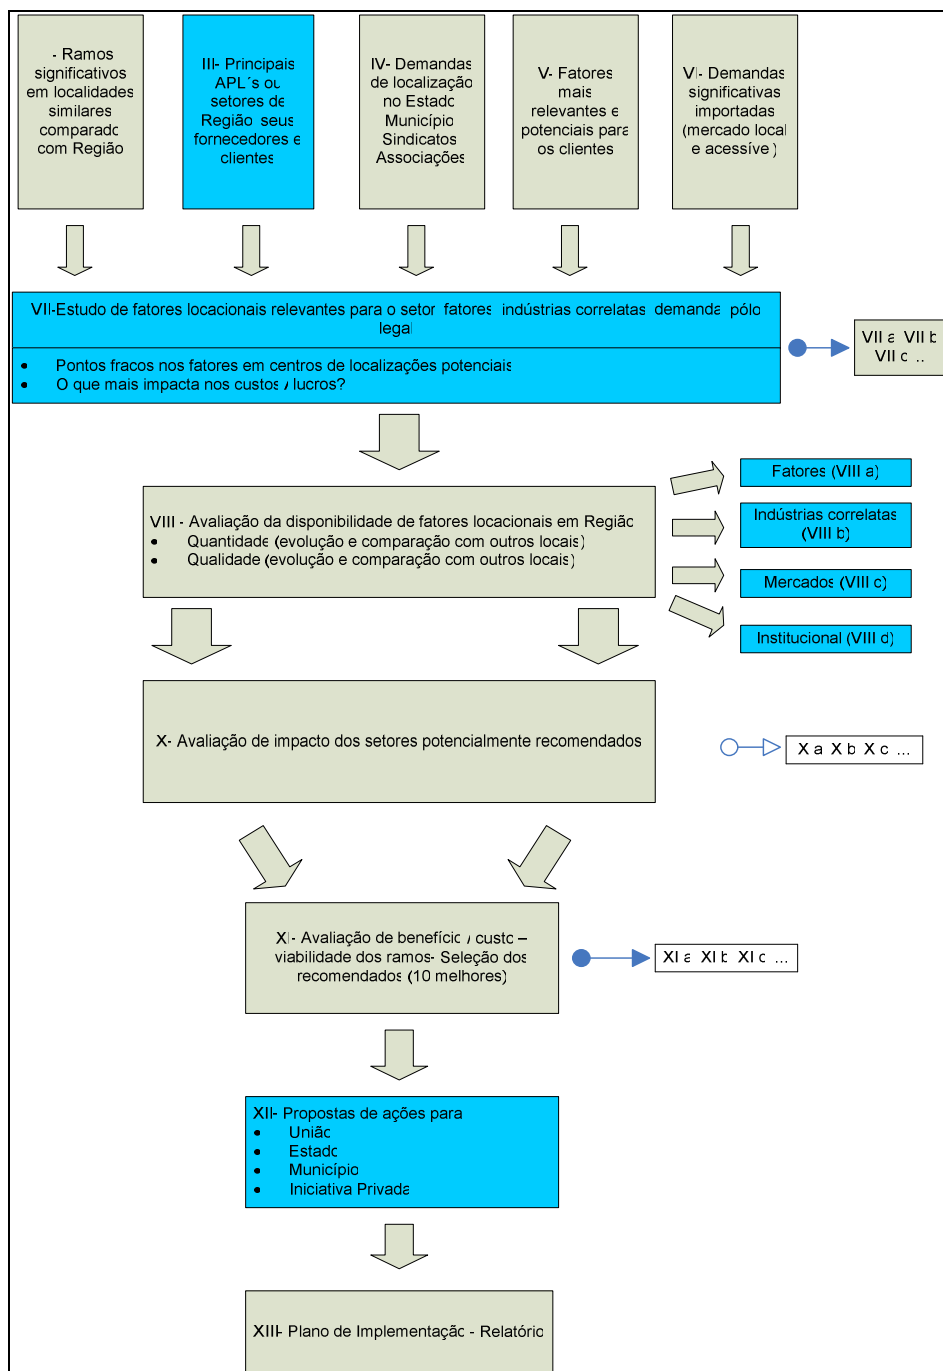 - Ramos
significativos
em localidades
similares
comparado
com Região
III- Principais
APL´s ou
setores de
Região seus
fornecedores e
clientes
IV- Demandas
de localização
no Estado
Município
Sindicatos
Associações
V- Fatores
mais
relevantes e
potenciais para
os clientes
VI- Demandas
significativas
importadas
(mercado local
e acessível)
VII-Estudo de fatores locacionais relevantes para o setor fatores indústrias correlatas demanda pólo
legal
• Pontos fracos nos fatores em centros de localizações potenciais
• O que mais impacta nos custos / lucros?
VII a VII b
VII c ...
VIII - Avaliação da disponibilidade de fatores locacionais em Região
• Quantidade (evolução e comparação com outros locais)
• Qualidade (evolução e comparação com outros locais)
Fatores (VIII a)
Indústrias correlatas
(VIII b)
Mercados (VIII c)
Institucional (VIII d)
X- Avaliação de impacto dos setores potencialmente recomendados
X a X b X c ...
XI- Avaliação de benefício / custo –
viabilidade dos ramos- Seleção dos
recomendados (10 melhores)
XI a XI b XI c ...
XII- Propostas de ações para
• União
• Estado
• Município
• Iniciativa Privada
XIII- Plano de Implementação - Relatório